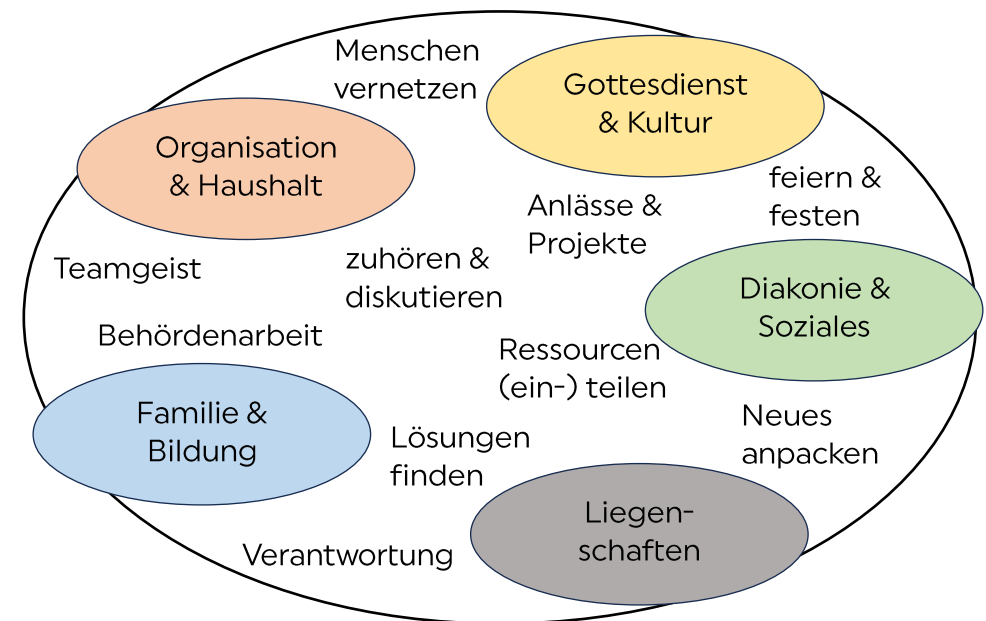 Menschen
vernetzen
Gottesdienst
& Kultur
Organisation
& Haushalt
feiern &
festen
Anlässe &
Projekte
Teamgeist
zuhören &
diskutieren
Diakonie &
Soziales
Behördenarbeit
Ressourcen
(ein-) teilen
Familie &
Bildung
Lösungen
finden
Neues
anpacken
Liegen-
schaften
Verantwortung